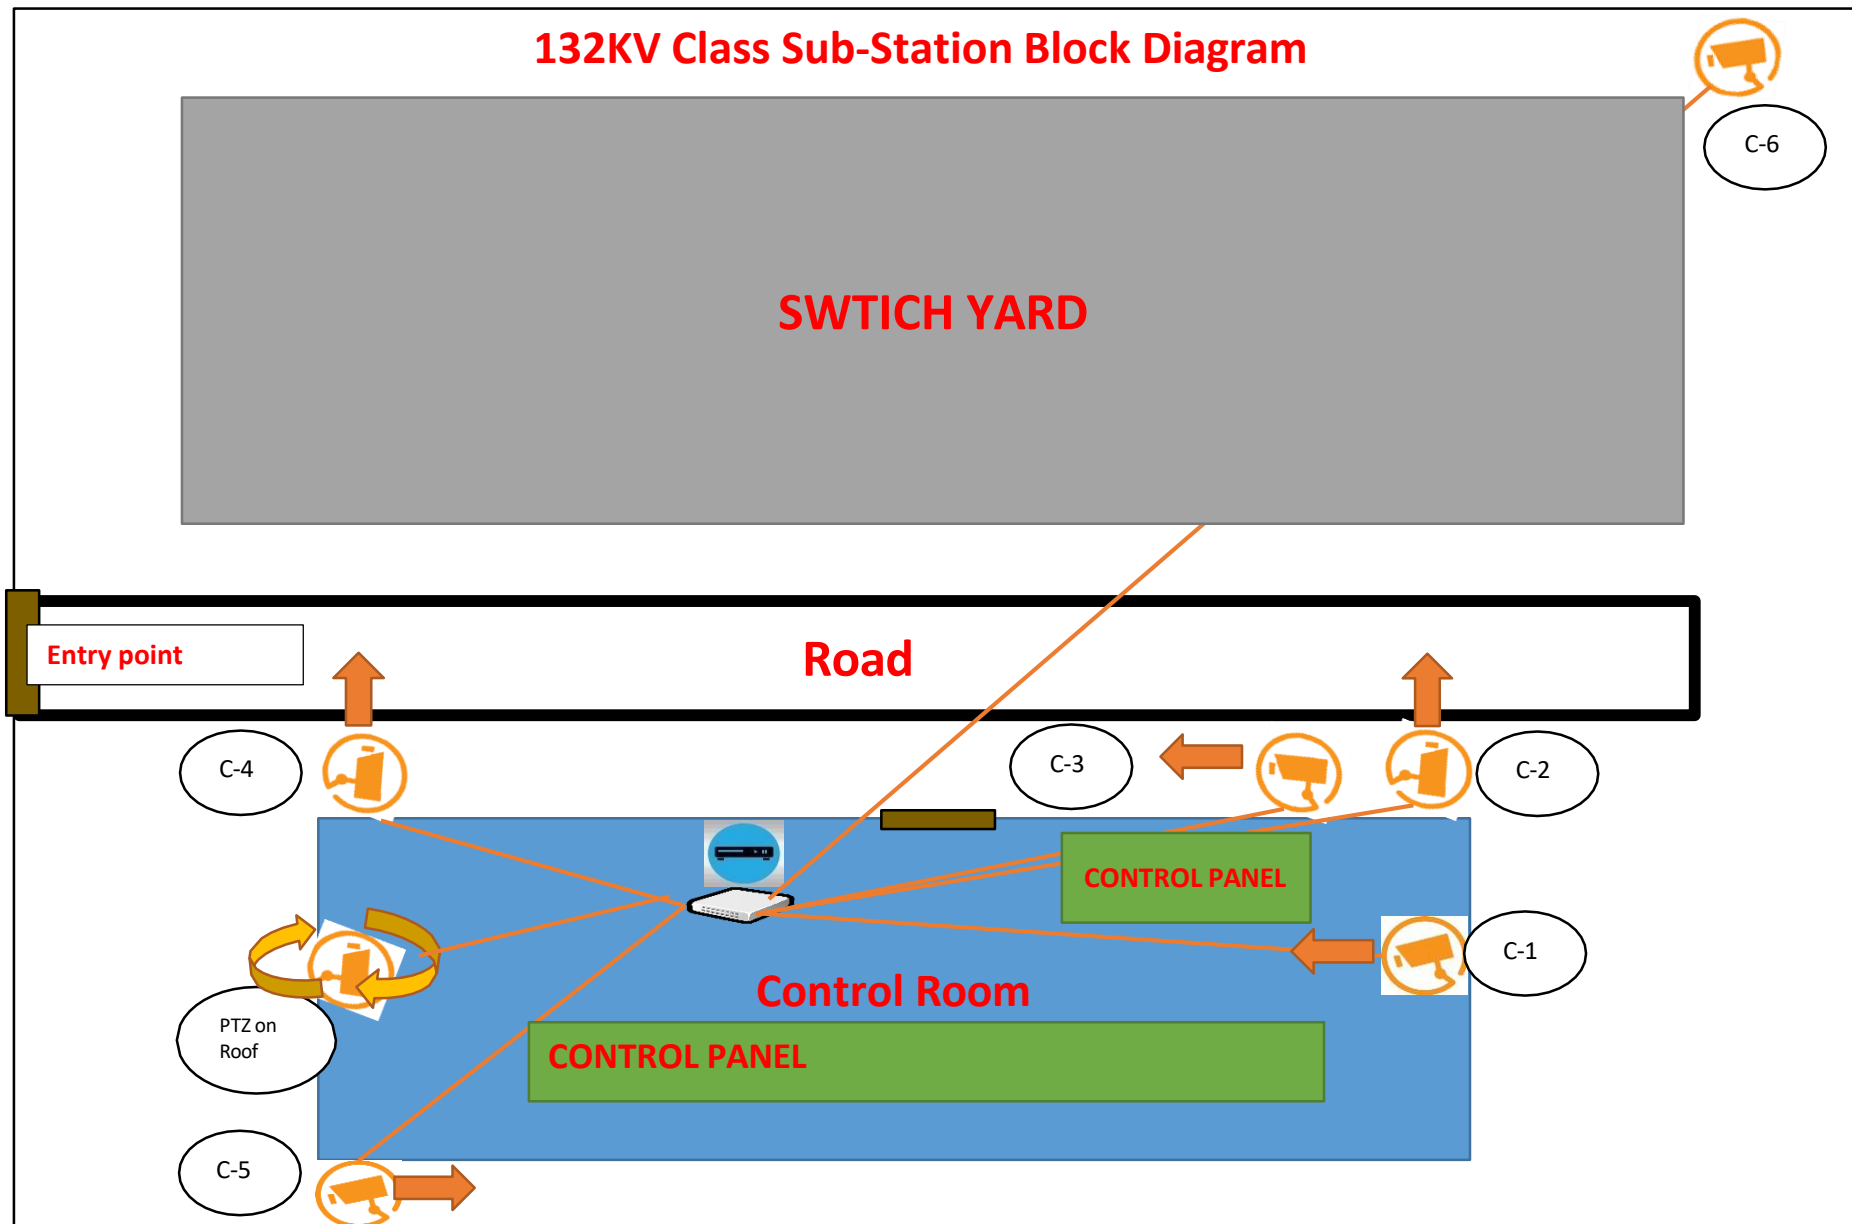 132KV Class Sub-Station Block Diagram
C-6
SWTICH YARD
Entry point
Road
C-4
C-3
C-2
CONTROL PANEL
C-1
Control Room
PTZ on
Roof
CONTROL PANEL
C-5